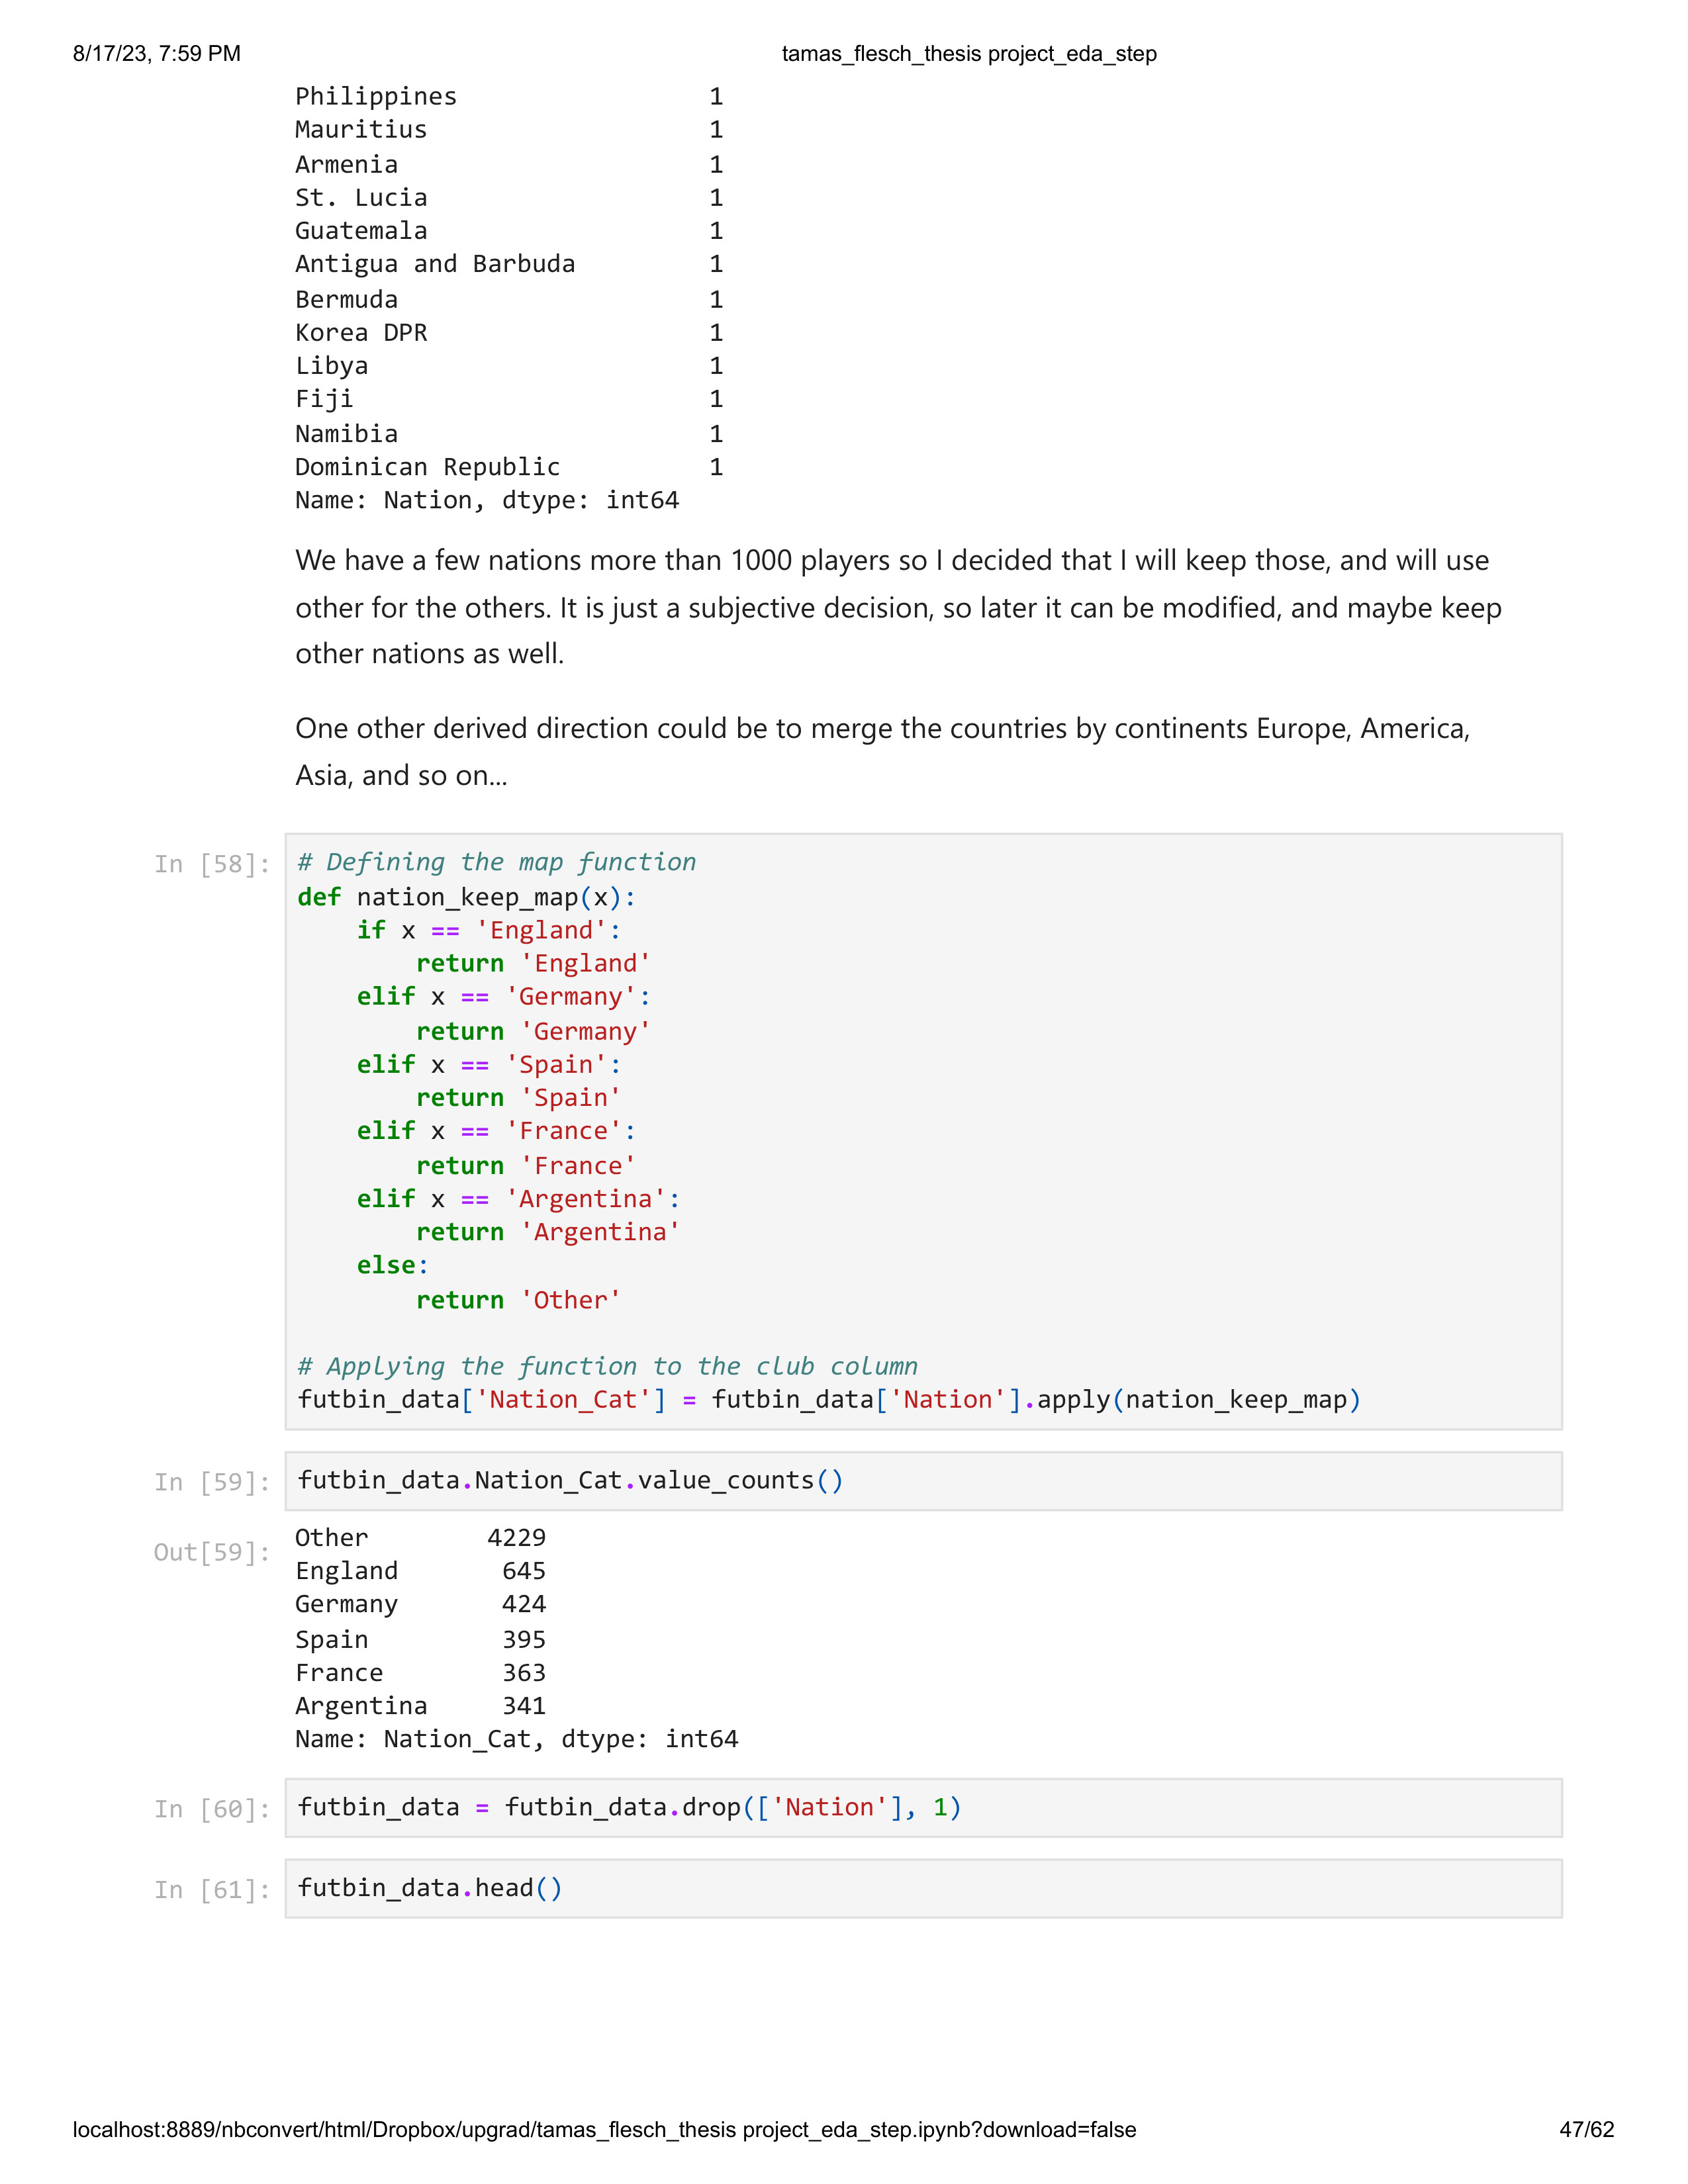 8/17/23, 7:59 PM tamas_flesch_thesis project_eda_step
Philippines 1
Mauritius 1
Armenia 1
St. Lucia 1
Guatemala 1
Antigua and Barbuda 1
Bermuda 1
Korea DPR 1
Libya 1
Fiji 1
Namibia 1
Dominican Republic 1
Name: Nation, dtype: int64
We have a few nations more than 1000 players so I decided that I will keep those, and will use
other for the others. It is just a subjective decision, so later it can be modified, and maybe keep
other nations as well.
One other derived direction could be to merge the countries by continents Europe, America,
Asia, and so on...
In [58]: # Defining the map function
def nation_keep_map(x):
    if x == 'England':
        return 'England'
    elif x == 'Germany':
        return 'Germany'
    elif x == 'Spain':
        return 'Spain'
    elif x == 'France':
        return 'France'
    elif x == 'Argentina':
        return 'Argentina'
    else:
        return 'Other'
# Applying the function to the club column
futbin_data['Nation_Cat'] = futbin_data['Nation'].apply(nation_keep_map)
In [59]: futbin_data.Nation_Cat.value_counts()
Out[59]: Other 4229
England 645
Germany 424
Spain 395
France 363
Argentina 341
Name: Nation_Cat, dtype: int64
In [60]: futbin_data = futbin_data.drop(['Nation'], 1)
In [61]: futbin_data.head()
localhost:8889/nbconvert/html/Dropbox/upgrad/tamas_flesch_thesis project_eda_step.ipynb?download=false 47/62